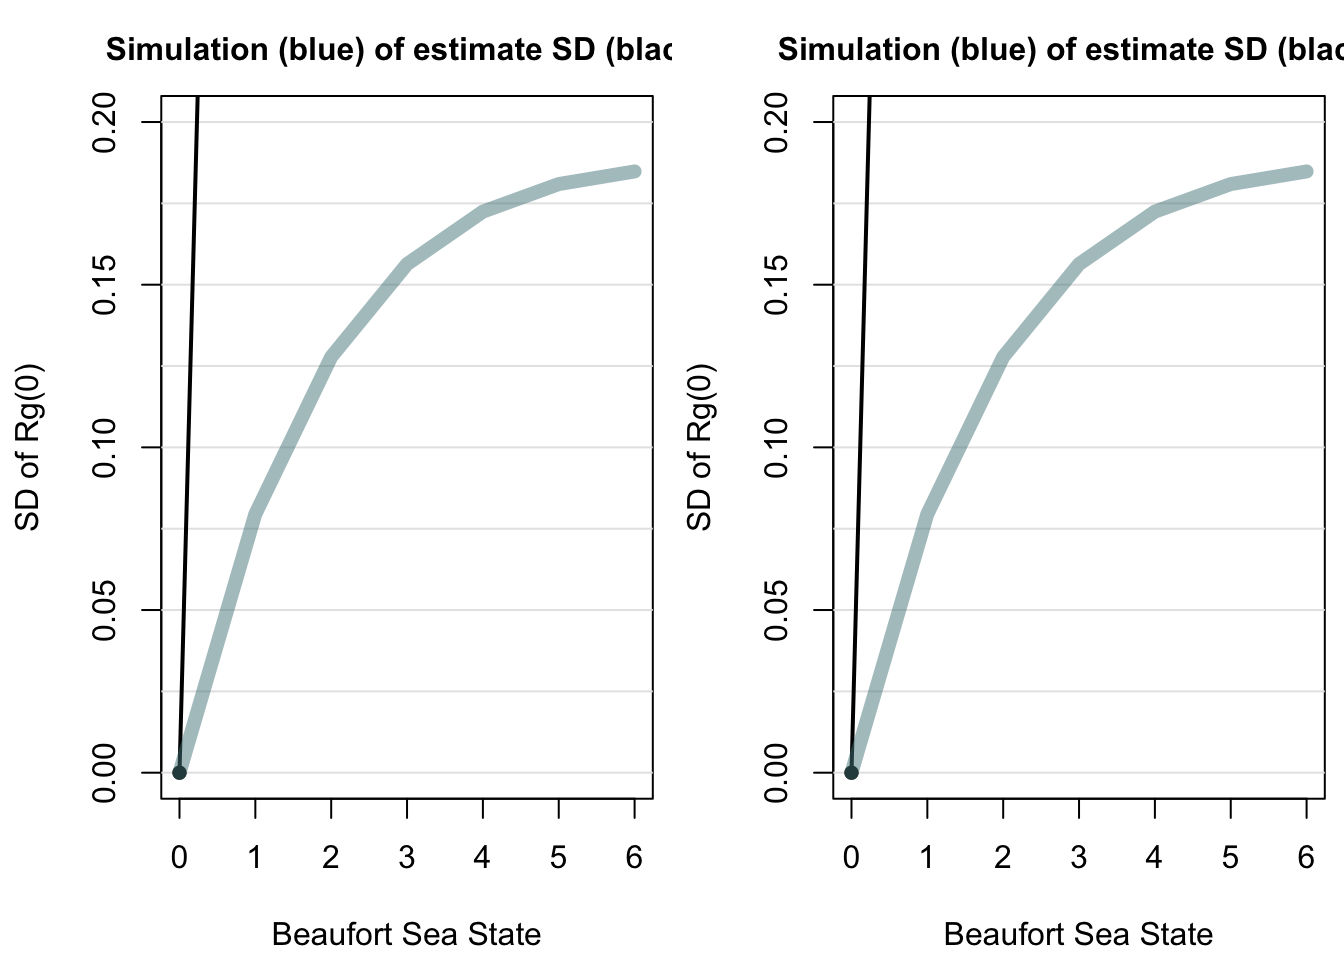 Simulation (blue) of estimate SD (blac
SD of Rg(0)
0.20
0.15
0.10
0.05
0.00
0 1 2 3 4 5 6
Beaufort Sea State
Simulation (blue) of estimate SD (blac
SD of Rg(0)
0.20
0.15
0.10
0.05
0.00
0 1 2 3 4 5 6
Beaufort Sea State